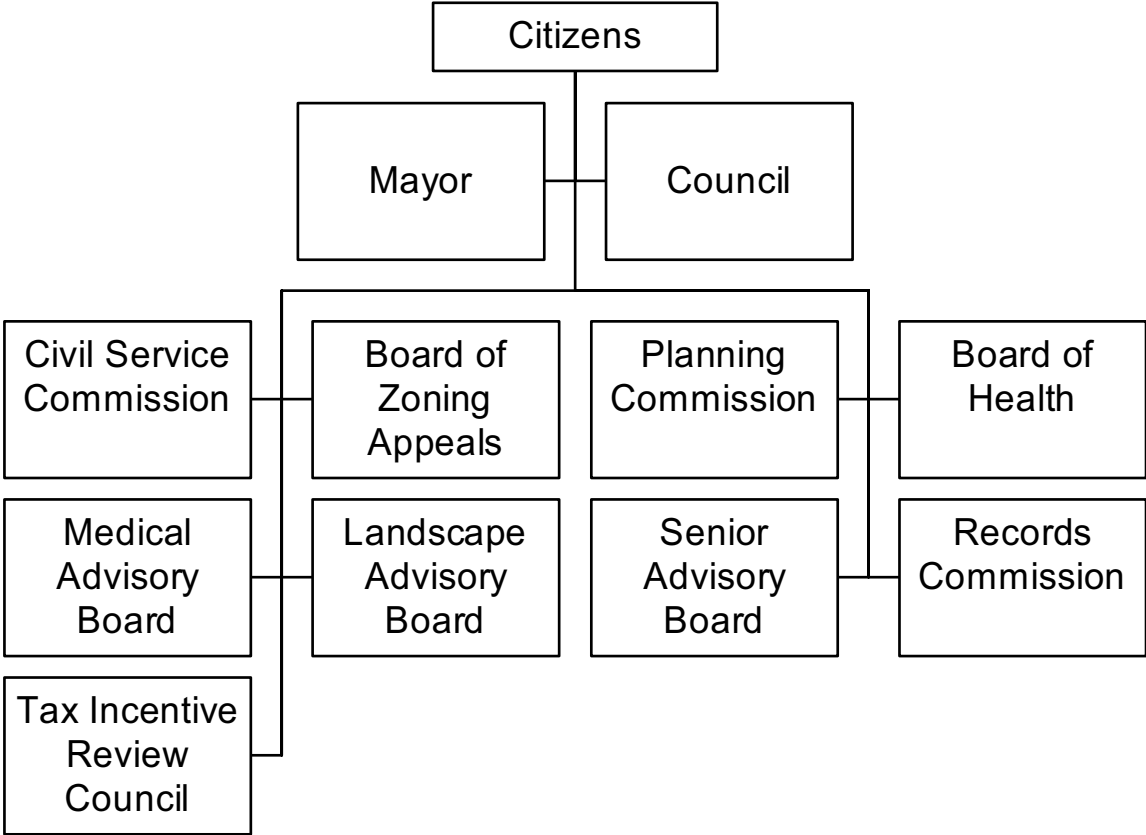 Citizens
Mayor
Council
Civil Service
Commission
Board of
Zoning
Appeals
Planning
Commission
Board of
Health
Medical
Advisory
Board
Landscape
Advisory
Board
Senior
Advisory
Board
Records
Commission
Tax Incentive
Review
Council